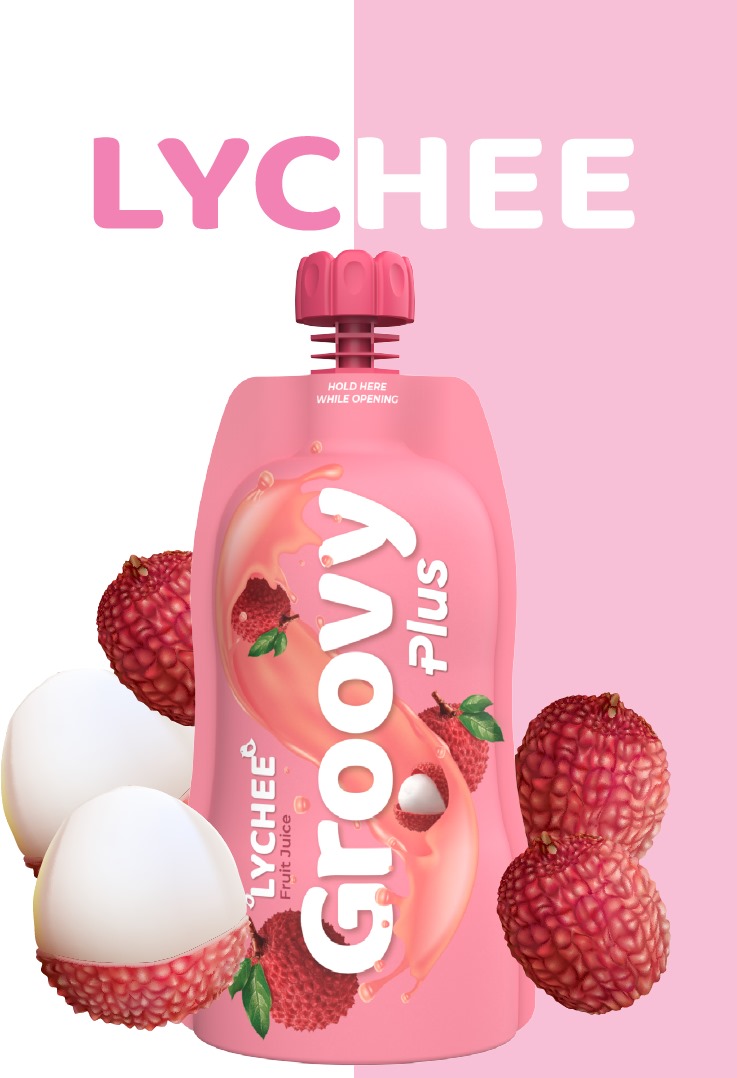 LYCHEE
HOLD HERE
WHILE OPENING
Groovy
Plus
LYCHEE
Fruit Juice